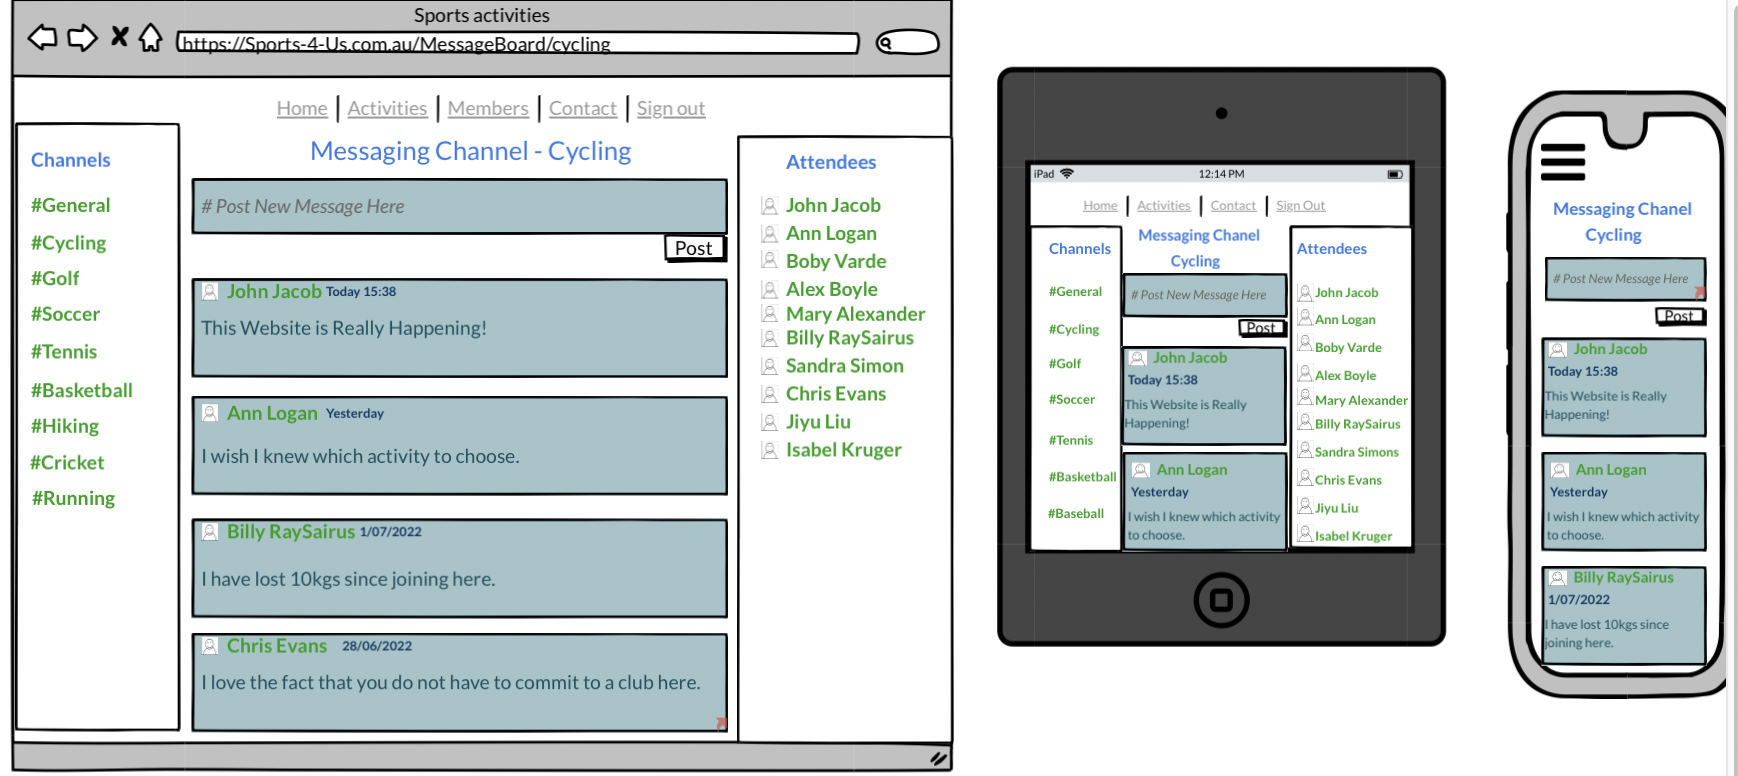 Sports activities
https://Sports-4-Us.com.au/MessageBoard/cycling
Home | Activities | Members | Contact | Sign out
Channels
#General
#Cycling
#Golf
#Soccer
#Tennis
#Basketball
#Hiking
#Cricket
#Running
Messaging Channel - Cycling
# Post New Message Here
Post
John Jacob Today 15:38
This Website is Really Happening!
Ann Logan Yesterday
I wish I knew which activity to choose.
Billy RaySairus 1/07/2022
I have lost 10kgs since joining here.
Chris Evans 28/06/2022
I love the fact that you do not have to commit to a club here.
Attendees
John Jacob
Ann Logan
Boby Varde
Alex Boyle
Mary Alexander
Billy RaySairus
Sandra Simon
Chris Evans
Jiyu Liu
Isabel Kruger
iPad 12:14 PM
Home | Activities | Contact | Sign Out
Channels
#General
#Cycling
#Golf
#Soccer
#Tennis
#Basketball
#Baseball
Messaging Chanel
Cycling
# Post New Message Here
Post
John Jacob
Today 15:38
This Website is Really
Happening!
Ann Logan
Yesterday
I wish I knew which activity
to choose.
Attendees
John Jacob
Ann Logan
Boby Varde
Alex Boyle
Mary Alexander
Billy RaySairus
Sandra Simons
Chris Evans
Jiyu Liu
Isabel Kruger
Messaging Chanel
Cycling
# Post New Message Here
Post
John Jacob
Today 15:38
This Website is Really
Happening!
Ann Logan
Yesterday
I wish I knew which activity
to choose.
Billy RaySairus
1/07/2022
I have lost 10kgs since
joining here.